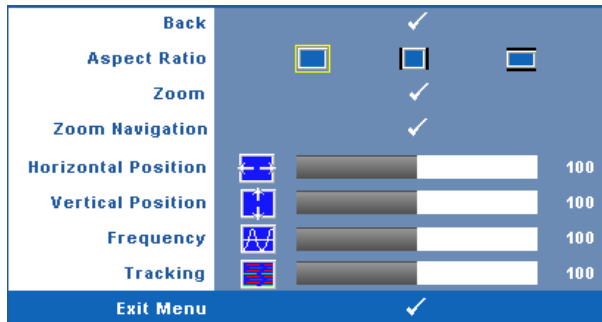 Back
Aspect Ratio
Zoom
Zoom Navigation
Horizontal Position 100
Vertical Position 100
Frequency 100
Tracking 100
Exit Menu